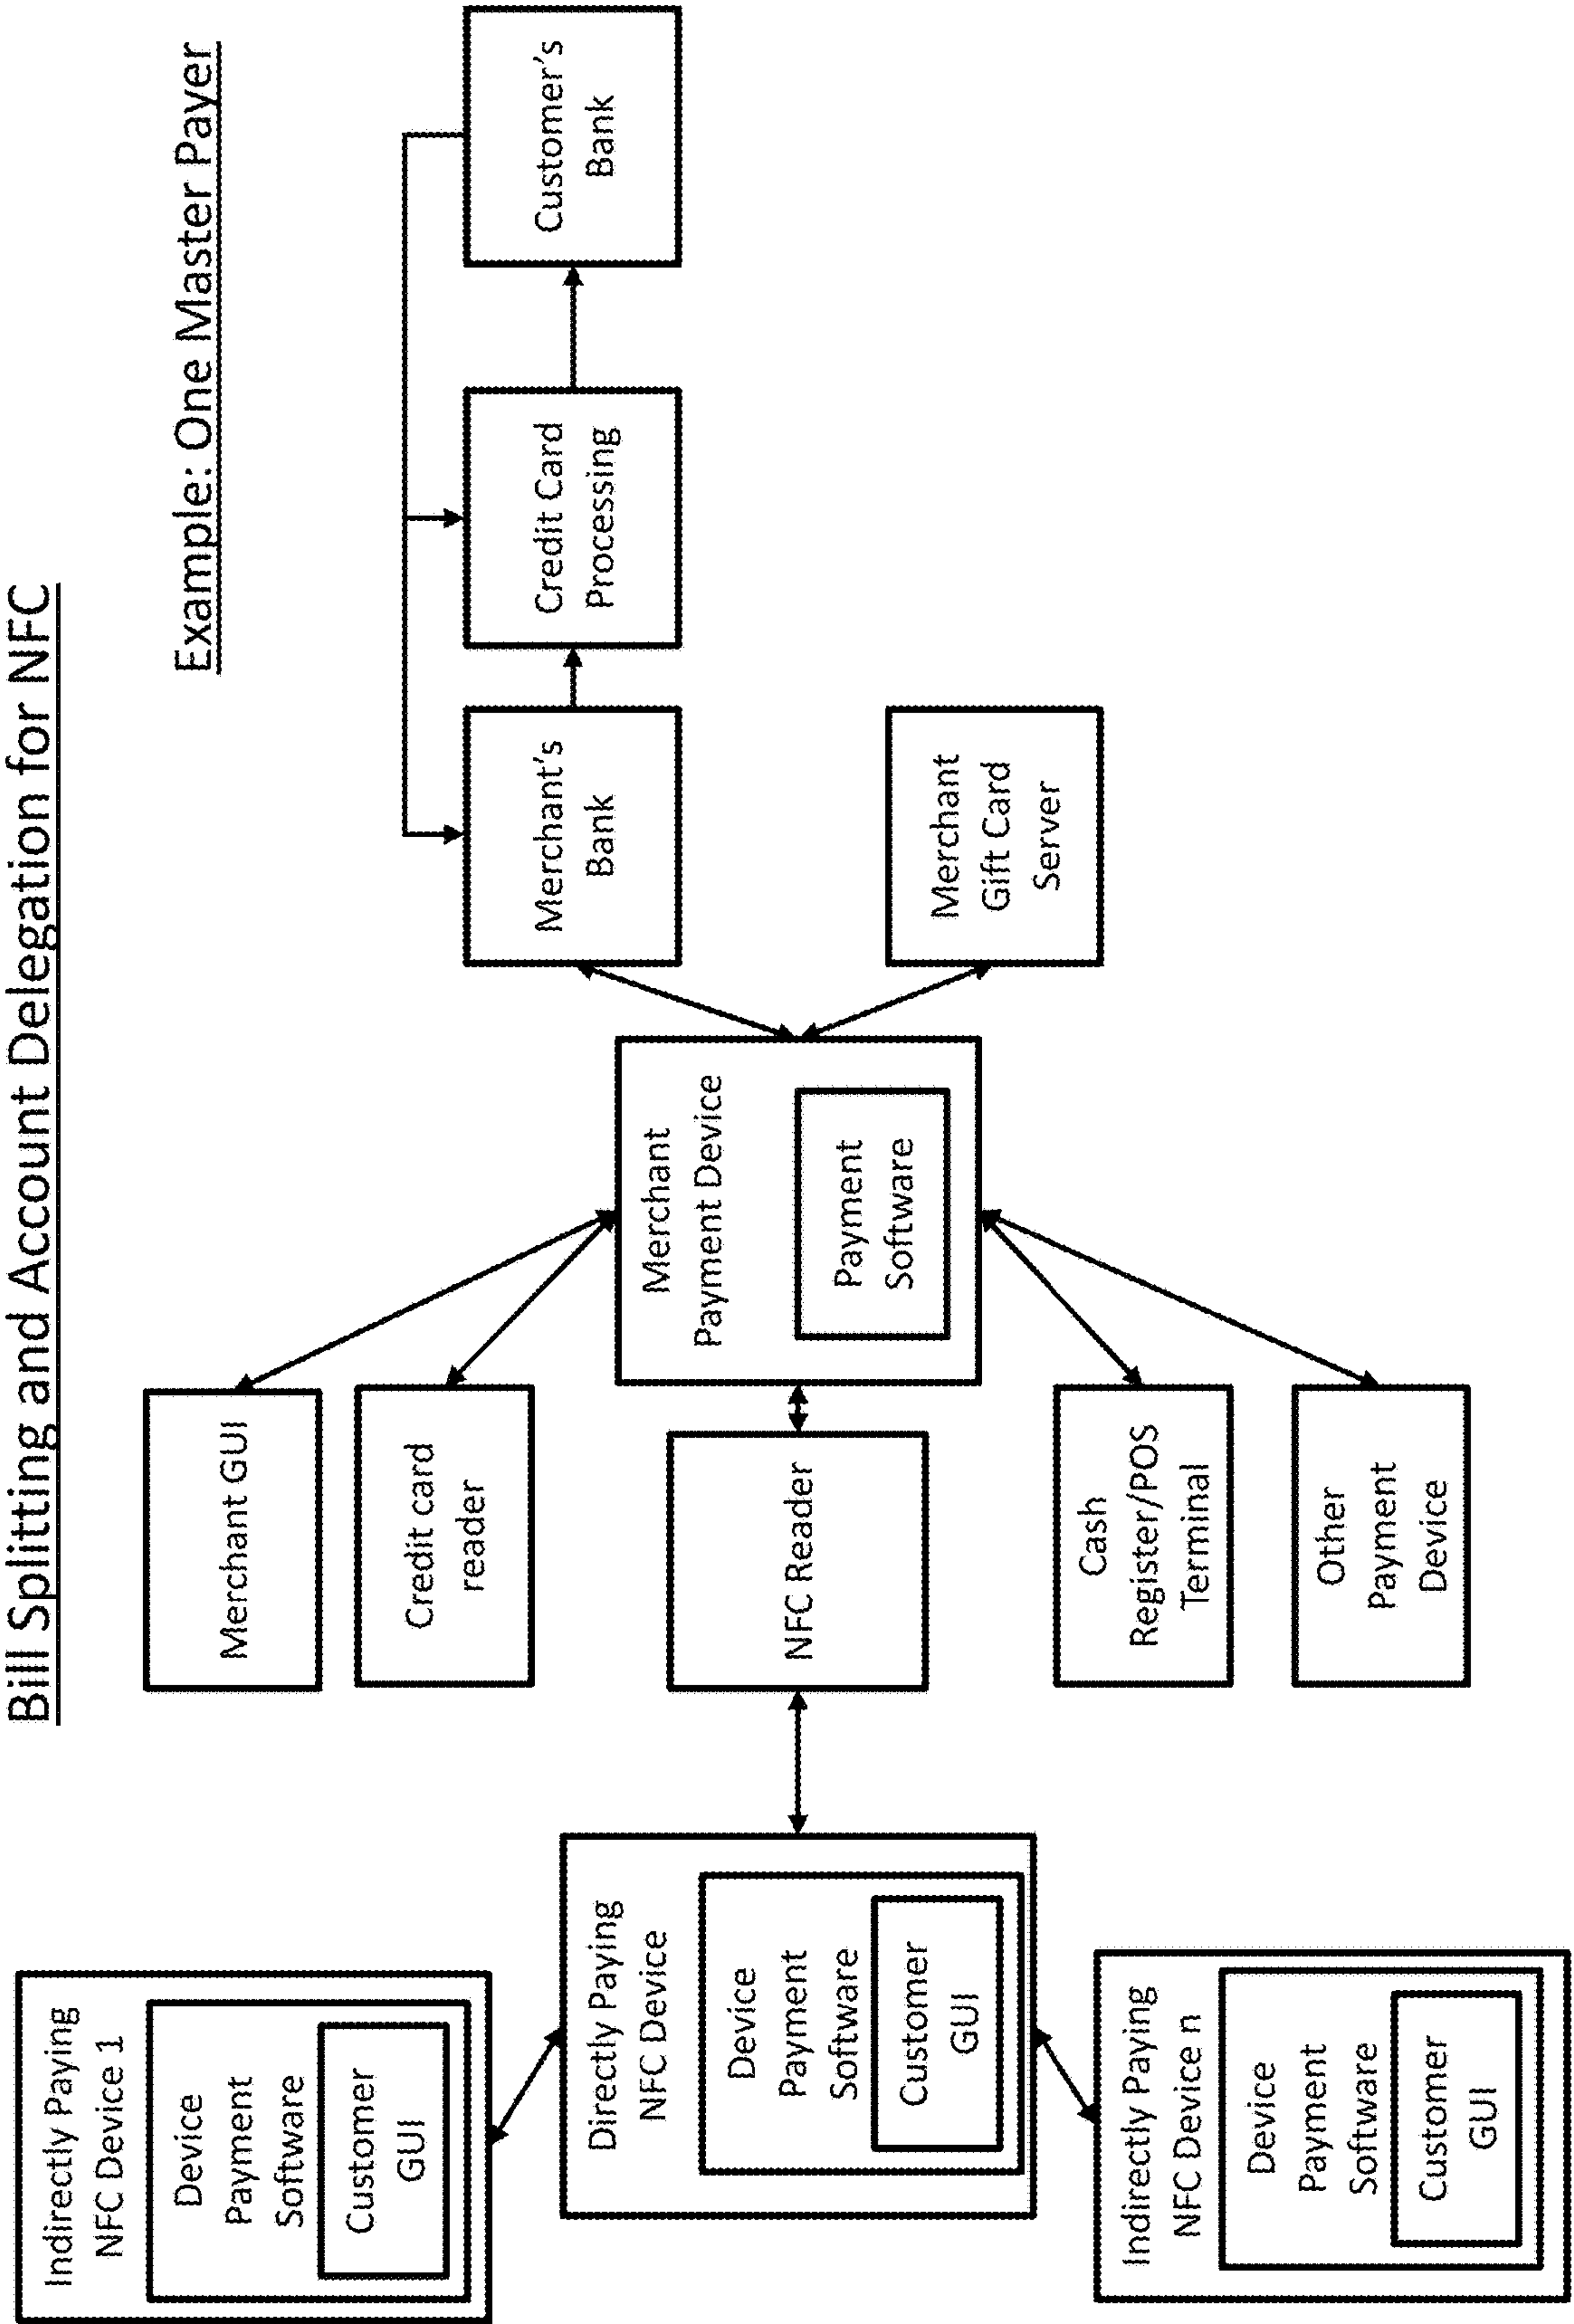 Bill Splitting and Account Delegation for NFC
Example: One Master Payer
Indirectly Paying
NFC Device 1
Device
Payment
Software
Customer
GUI
Directly Paying
NFC Device
Device
Payment
Software
Customer
GUI
Indirectly Paying
NFC Device n
Device
Payment
Software
Customer
GUI
Merchant GUI
Credit card
reader
NFC Reader
Cash
Register/POS
Terminal
Other
Payment
Device
Merchant
Payment Device
Payment
Software
Merchant's
Bank
Merchant
Gift Card
Server
Credit Card
Processing
Customer's
Bank